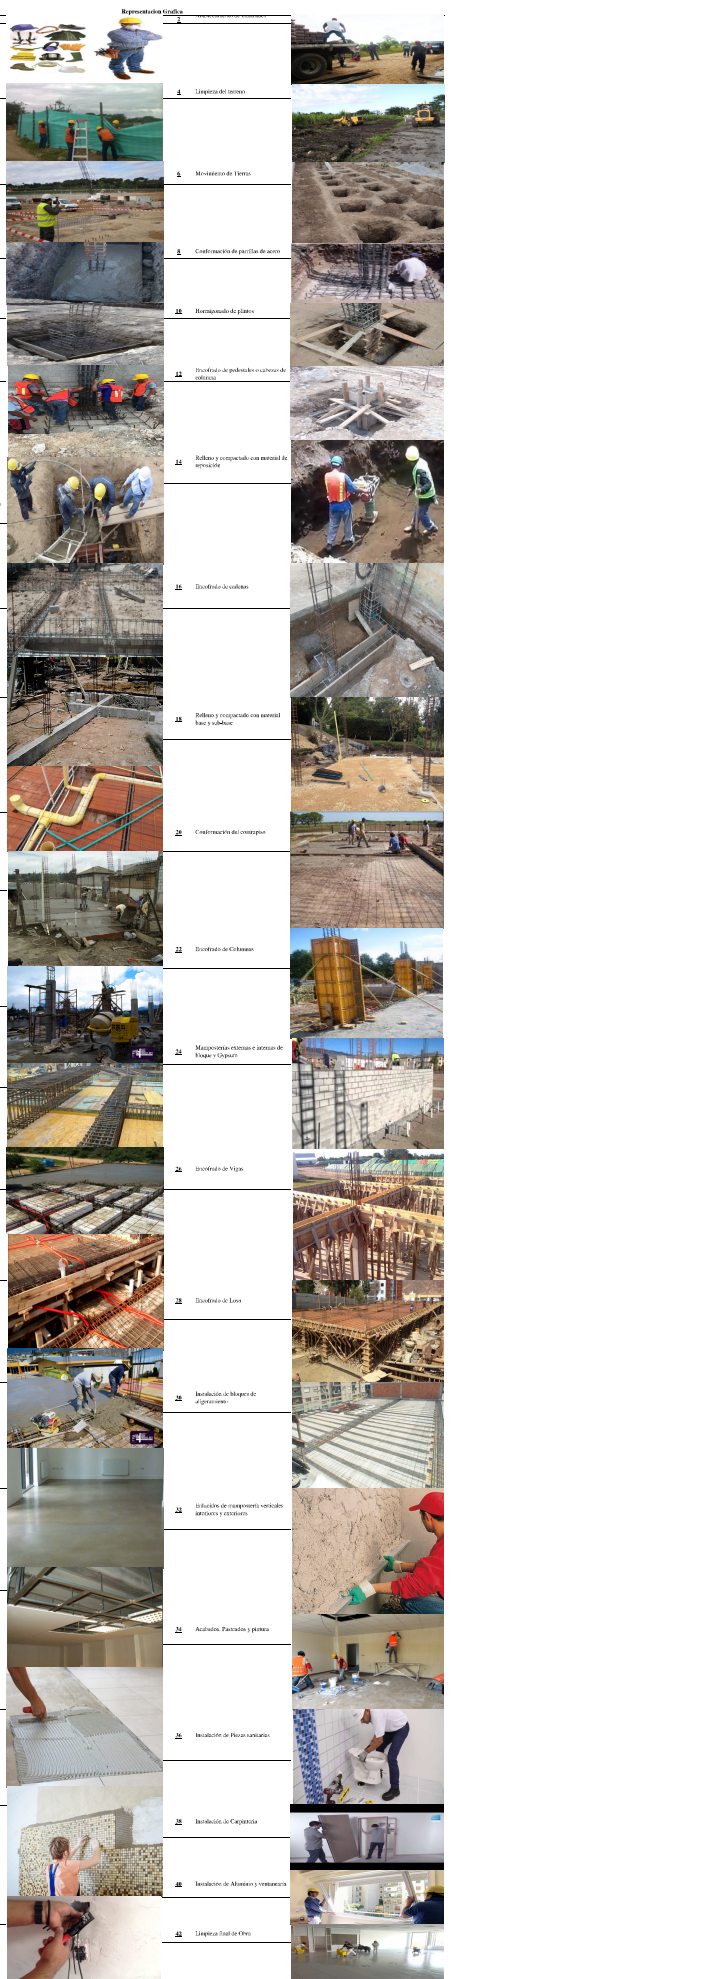 Representacion Grafica
2
4 Limpieza del terreno
6 Movimiento de Tierras
8 Conformación de parrillas de acero
10 Hormigonado de plintos
12 Encofrado de pedestales o cabezas de
columna
14 Relleno y compactado con material de
reposición
16 Encofrado de cadenas
18 Relleno y compactado con material
base y sub-base
20 Conformación del contrapiso
22 Encofrado de Columnas
24 Mamposterías externas e internas de
bloque y Gypsum
26 Encofrado de Vigas
28 Encofrado de Losa
30 Instalación de bloques de
aligeramiento
32 Enlucidos de mampostería verticales
interiores y exteriores
34 Acabados, Pasteados y pintura
36 Instalación de Piezas sanitarias
38 Instalación de Carpintería
40 Instalación de Aluminio y ventanearía
42 Limpieza final de Obra